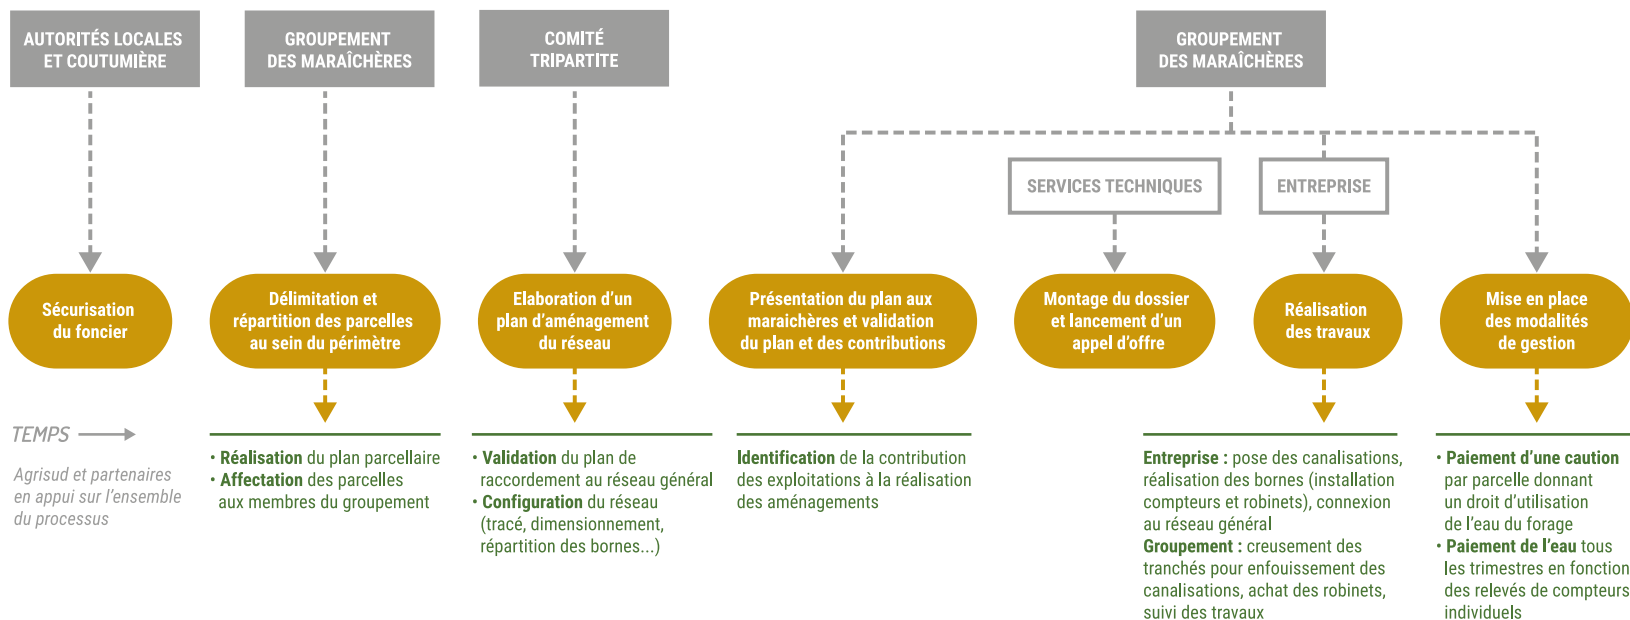 AUTORITÉS LOCALES
ET COUTUMIÈRE
GROUPEMENT
DES MARAÎCHÈRES
COMITÉ
TRIPARTITE
GROUPEMENT
DES MARAÎCHÈRES
SERVICES TECHNIQUES
ENTREPRISE
Sécurisation
du foncier
Délimitation et
répartition des parcelles
au sein du périmètre
Elaboration d'un
plan d'aménagement
du réseau
Présentation du plan aux
maraichères et validation
du plan et des contributions
Montage du dossier
et lancement d'un
appel d'offre
Réalisation
des travaux
Mise en place
des modalités
de gestion
TEMPS
Agrisud et partenaires
en appui sur l'ensemble
du processus
• Réalisation du plan parcellaire
• Affectation des parcelles
aux membres du groupement
• Validation du plan de
raccordement au réseau général
• Configuration du réseau
(tracé, dimensionnement,
répartition des bornes...)
Identification de la contribution
des exploitations à la réalisation
des aménagements
Entreprise : pose des canalisations,
réalisation des bornes (installation
compteurs et robinets), connexion
au réseau général
Groupement : creusement des
tranchés pour enfouissement des
canalisations, achat des robinets,
suivi des travaux
• Paiement d'une caution
par parcelle donnant
un droit d'utilisation
de l'eau du forage
• Paiement de l'eau tous
les trimestres en fonction
des relevés de compteurs
individuels